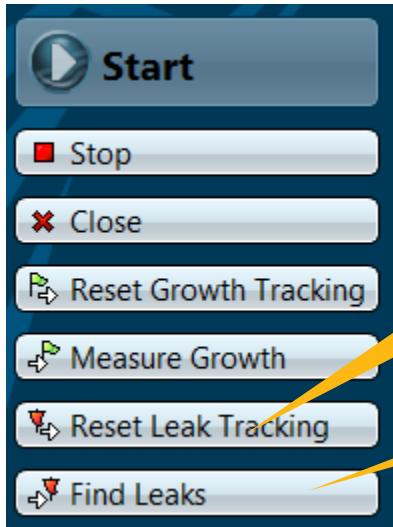 Start
Stop
Close
Reset Growth Tracking
Measure Growth
Reset Leak Tracking
Find Leaks